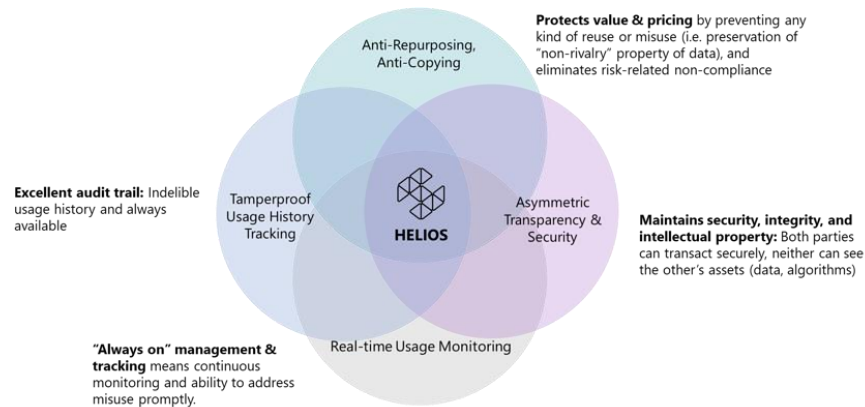 Protects value & pricing by preventing any
kind of reuse or misuse (i.e. preservation of
"non-rivalry" property of data), and
eliminates risk-related non-compliance
Anti-Repurposing,
Anti-Copying
Excellent audit trail: Indelible
usage history and always
available
Tamperproof
Usage History
Tracking
HELIOS
Asymmetric
Transparency &
Security
Maintains security, integrity, and
intellectual property: Both parties
can transact securely, neither can see
the other's assets (data, algorithms)
"Always on" management &
tracking means continuous
monitoring and ability to address
misuse promptly.
Real-time Usage Monitoring